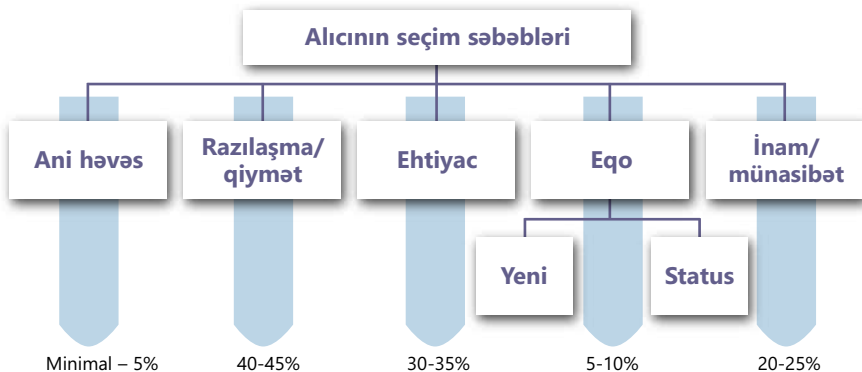 Alıcının seçim səbəbləri
Ani həvəs
Razılaşma/
qiymət
Ehtiyac
Eqo
İnam/
münasibət
Yeni
Status
Minimal – 5%
40-45%
30-35%
5-10%
20-25%